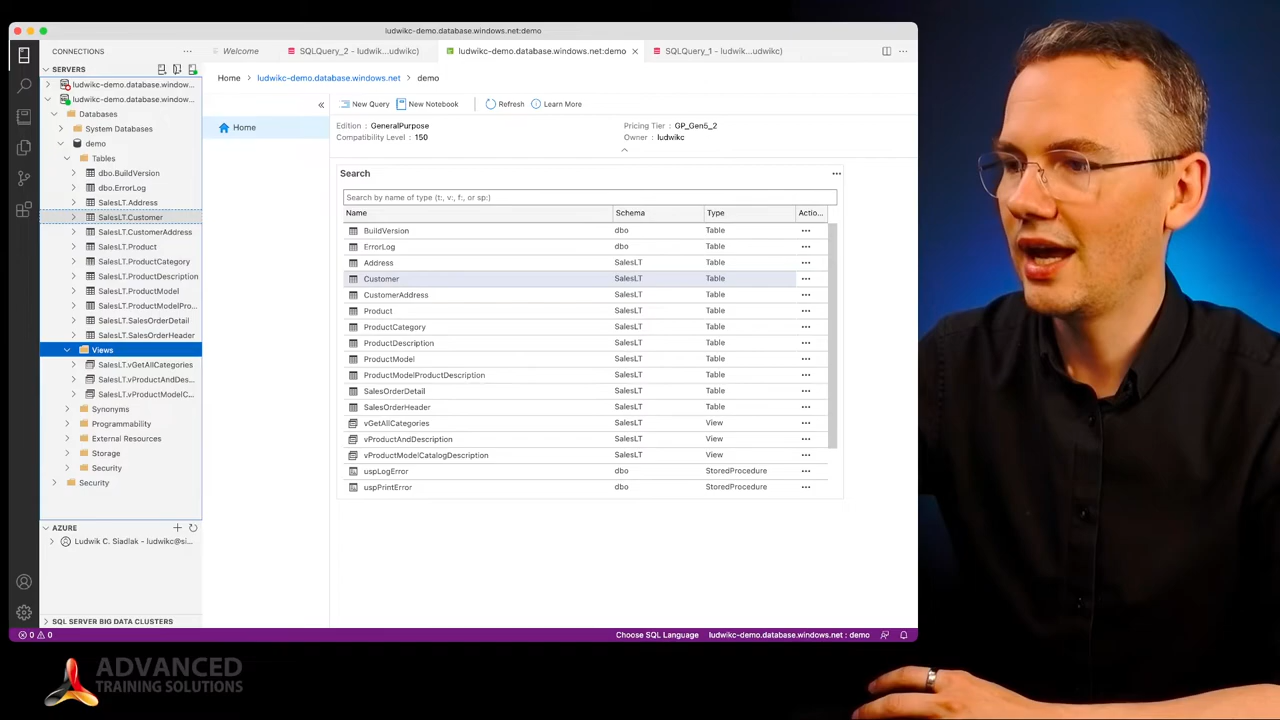 ludwikc-demo.database.windows.net:demo
CONNECTIONS
Welcome
SQLQuery_2 - ludwik...udwikc)
ludwikc-demo.database.windows.net:demo
SQLQuery_1 - ludwik...udwikc)
SERVERS
Home
ludwikc-demo.database.windows.net
demo
ludwikc-demo.database.window...
ludwikc-demo.database.window...
Databases
System Databases
demo
Tables
dbo.BuildVersion
dbo.ErrorLog
SalesLT.Address
SalesLT.Customer
SalesLT.CustomerAddress
SalesLT.Product
SalesLT.ProductCategory
SalesLT.ProductDescription
SalesLT.ProductModel
SalesLT.ProductModelPro...
SalesLT.SalesOrderDetail
SalesLT.SalesOrderHeader
Views
SalesLT.vGetAllCategories
SalesLT.vProductAndDes...
SalesLT.vProductModelC...
Synonyms
Programmability
External Resources
Storage
Security
Security
AZURE
Ludwik C. Siadlak - ludwikc@si...
SQL SERVER BIG DATA CLUSTERS
Home
New Query
New Notebook
Refresh
Learn More
Edition : GeneralPurpose
Pricing Tier : GP_Gen5_2
Compatibility Level : 150
Owner : ludwikc
Search
Search by name of type (t:, v:, f:, or sp:)
Name Schema Type Actio...
BuildVersion dbo Table
ErrorLog dbo Table
Address SalesLT Table
Customer SalesLT Table
CustomerAddress SalesLT Table
Product SalesLT Table
ProductCategory SalesLT Table
ProductDescription SalesLT Table
ProductModel SalesLT Table
ProductModelProductDescription SalesLT Table
SalesOrderDetail SalesLT Table
SalesOrderHeader SalesLT Table
vGetAllCategories SalesLT View
vProductAndDescription SalesLT View
vProductModelCatalogDescription SalesLT View
uspLogError dbo StoredProcedure
uspPrintError dbo StoredProcedure
0 0
Choose SQL Language
ludwikc-demo.database.windows.net : demo
ADVANCED
TRAINING SOLUTIONS